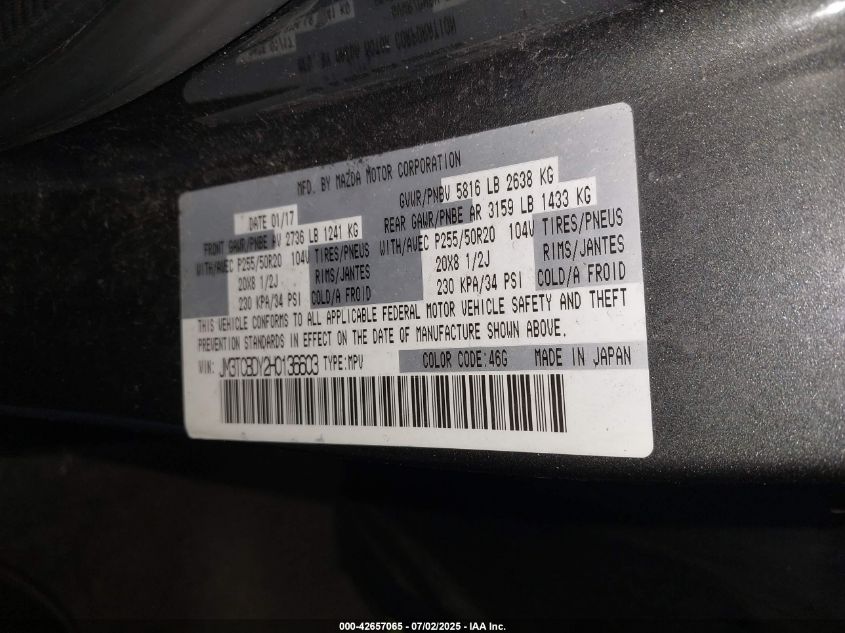 MFD. BY MAZDA MOTOR CORPORATION
DATE 01/17 GVWR/PNBV 5816 LB 2638 KG
FRONT GAWR/PNBE AV 2736 LB 1241 KG REAR GAWR/PNBE AR 3159 LB 1433 KG
WITH/AVEC P255/50R20 104V TIRES/PNEUS WITH/AVEC P255/50R20 104V TIRES/PNEUS
20X8 1/2J RIMS/JANTES 20X8 1/2J RIMS/JANTES
230 KPA/34 PSI COLD/A FROID 230 KPA/34 PSI COLD/A FROID
THIS VEHICLE CONFORMS TO ALL APPLICABLE FEDERAL MOTOR VEHICLE SAFETY AND THEFT
PREVENTION STANDARDS IN EFFECT ON THE DATE OF MANUFACTURE SHOWN ABOVE.
VIN: JM3TCBDY2H0136603 TYPE:MPV COLOR CODE:46G MADE IN JAPAN
000-42657065 - 07/02/2025 - IAA Inc.